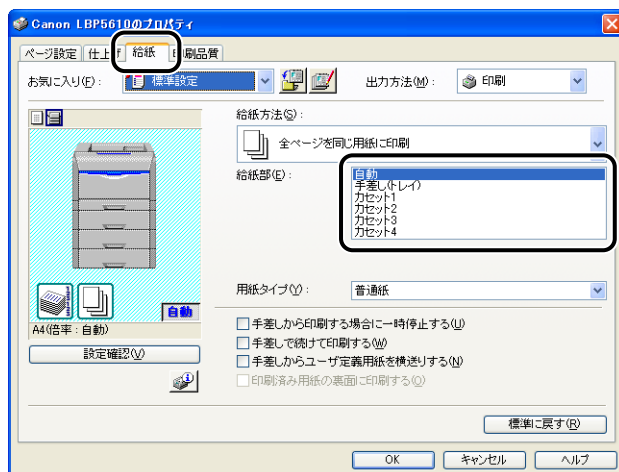 Canon LBP5610のプロパティ
ページ設定 仕上げ 給紙 印刷品質
お気に入り(F): 標準設定 出力方法(M): 印刷
給紙方法(S):
全ページを同じ用紙に印刷
給紙部(E):
自動
手差し(トレイ)
カセット1
カセット2
カセット3
カセット4
自動
A4(倍率:自動)
設定確認(V)
用紙タイプ(Y): 普通紙
手差しから印刷する場合に一時停止する(U)
手差しで続けて印刷する(W)
手差しからユーザ定義用紙を横送りする(N)
印刷済み用紙の裏面に印刷する(O)
標準に戻す(R)
OK キャンセル ヘルプ